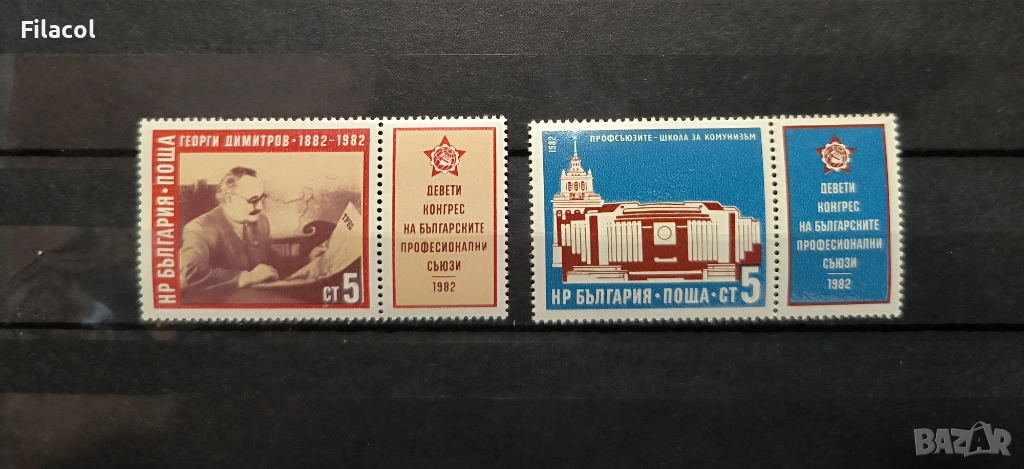 Filacol
ГЕОРГИ ДИМИТРОВ·1882-1982
НР БЪЛГАРИЯ·ПОЩА
СТ 5
ДЕВЕТИ
КОНГРЕС
НА БЪЛГАРСКИТЕ
ПРОФЕСИОНАЛНИ
СЪЮЗИ
1982
1982
ПРОФСЪЮЗИТЕ-ШКОЛА ЗА КОМУНИЗЪМ
НР БЪЛГАРИЯ·ПОЩА·СТ 5
ДЕВЕТИ
КОНГРЕС
НА БЪЛГАРСКИТЕ
ПРОФЕСИОНАЛНИ
СЪЮЗИ
1982
BAZAR